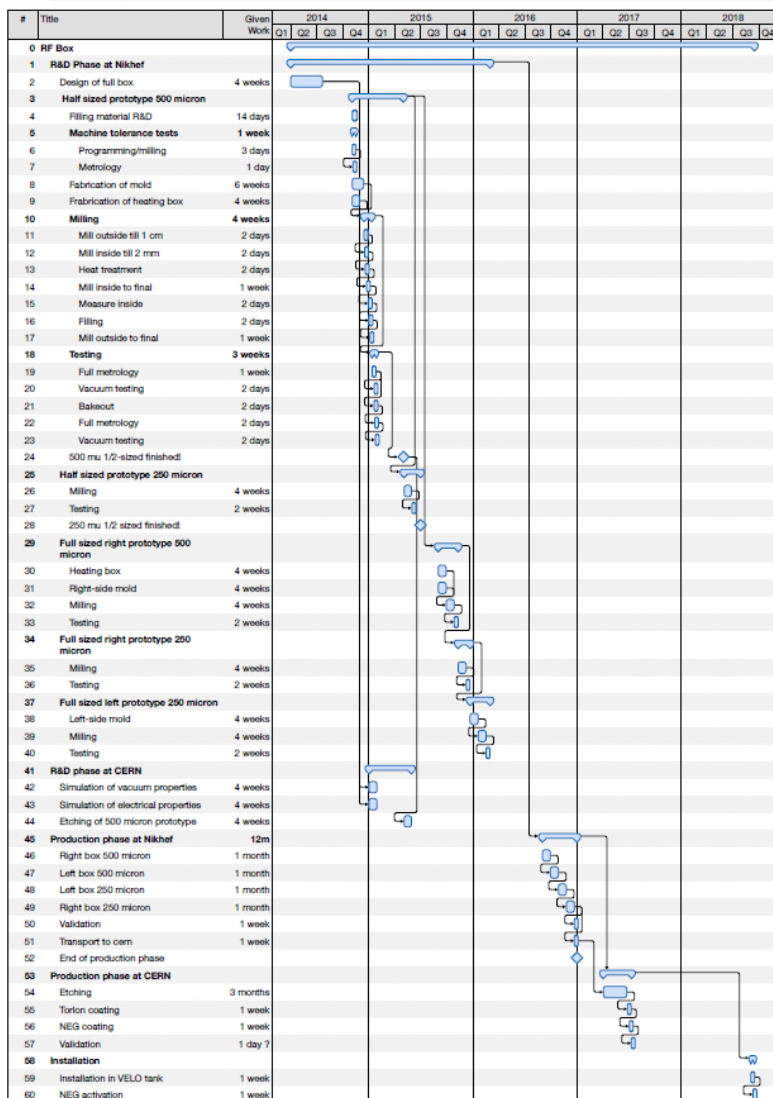 # Title Given Work 2014 2015 2016 2017 2018
Q1 Q2 Q3 Q4 Q1 Q2 Q3 Q4 Q1 Q2 Q3 Q4 Q1 Q2 Q3 Q4 Q1 Q2 Q3 Q4
0 RF Box
1 R&D Phase at Nikhef
2 Design of full box 4 weeks
3 Half sized prototype 500 micron
4 Filling material R&D 14 days
5 Machine tolerance tests 1 week
6 Programming/milling 3 days
7 Metrology 1 day
8 Fabrication of mold 6 weeks
9 Frabrication of heating box 4 weeks
10 Milling 4 weeks
11 Mill outside till 1 cm 2 days
12 Mill inside till 2 mm 2 days
13 Heat treatment 2 days
14 Mill inside to final 1 week
15 Measure inside 2 days
16 Filling 2 days
17 Mill outside to final 1 week
18 Testing 3 weeks
19 Full metrology 1 week
20 Vacuum testing 2 days
21 Bakeout 2 days
22 Full metrology 2 days
23 Vacuum testing 2 days
24 500 mu 1/2-sized finished!
25 Half sized prototype 250 micron
26 Milling 4 weeks
27 Testing 2 weeks
28 250 mu 1/2 sized finished!
29 Full sized right prototype 500
micron
30 Heating box 4 weeks
31 Right-side mold 4 weeks
32 Milling 4 weeks
33 Testing 2 weeks
34 Full sized right prototype 250
micron
35 Milling 4 weeks
36 Testing 2 weeks
37 Full sized left prototype 250 micron
38 Left-side mold 4 weeks
39 Milling 4 weeks
40 Testing 2 weeks
41 R&D phase at CERN
42 Simulation of vacuum properties 4 weeks
43 Simulation of electrical properties 4 weeks
44 Etching of 500 micron prototype 4 weeks
45 Production phase at Nikhef 12m
46 Right box 500 micron 1 month
47 Left box 500 micron 1 month
48 Left box 250 micron 1 month
49 Right box 250 micron 1 month
50 Validation 1 week
51 Transport to cern 1 week
52 End of production phase
53 Production phase at CERN
54 Etching 3 months
55 Torlon coating 1 week
56 NEG coating 1 week
57 Validation 1 day ?
58 Installation
59 Installation in VELO tank 1 week
60 NEG activation 1 week